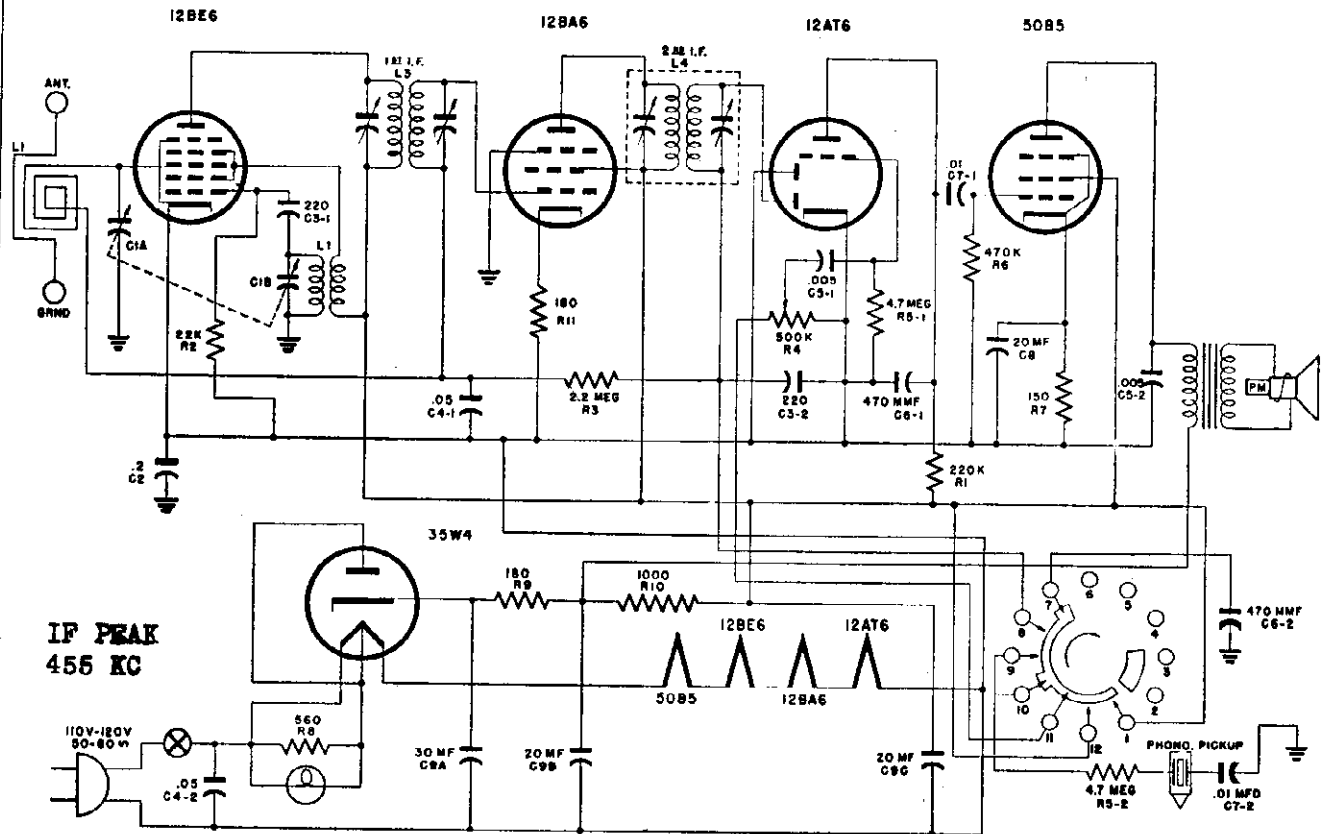 12BE6
12BA6
12AT6
50B5
ANT.
L1
GRND
C1A
220
C3-1
L1
C1B
22K
R2
1st I.F.
L3
2nd I.F.
L4
180
R11
.05
C4-1
2.2 MEG
R3
.2
C2
.005
C5-1
500K
R4
4.7 MEG
R5-1
220
C3-2
470 MMF
C6-1
.01
C7-1
470K
R6
20 MF
C8
150
R7
.005
C5-2
PM
220K
R1
35W4
180
R9
1000
R10
50B5
12BE6
12BA6
12AT6
IF PEAK
455 KC
110V-120V
50-60
560
R8
.05
C4-2
30 MF
C9A
20 MF
C9B
20 MF
C9C
7
6
5
4
3
2
1
12
11
10
9
8
470 MMF
C6-2
PHONO. PICKUP
4.7 MEG
R5-2
.01 MFD
C7-2